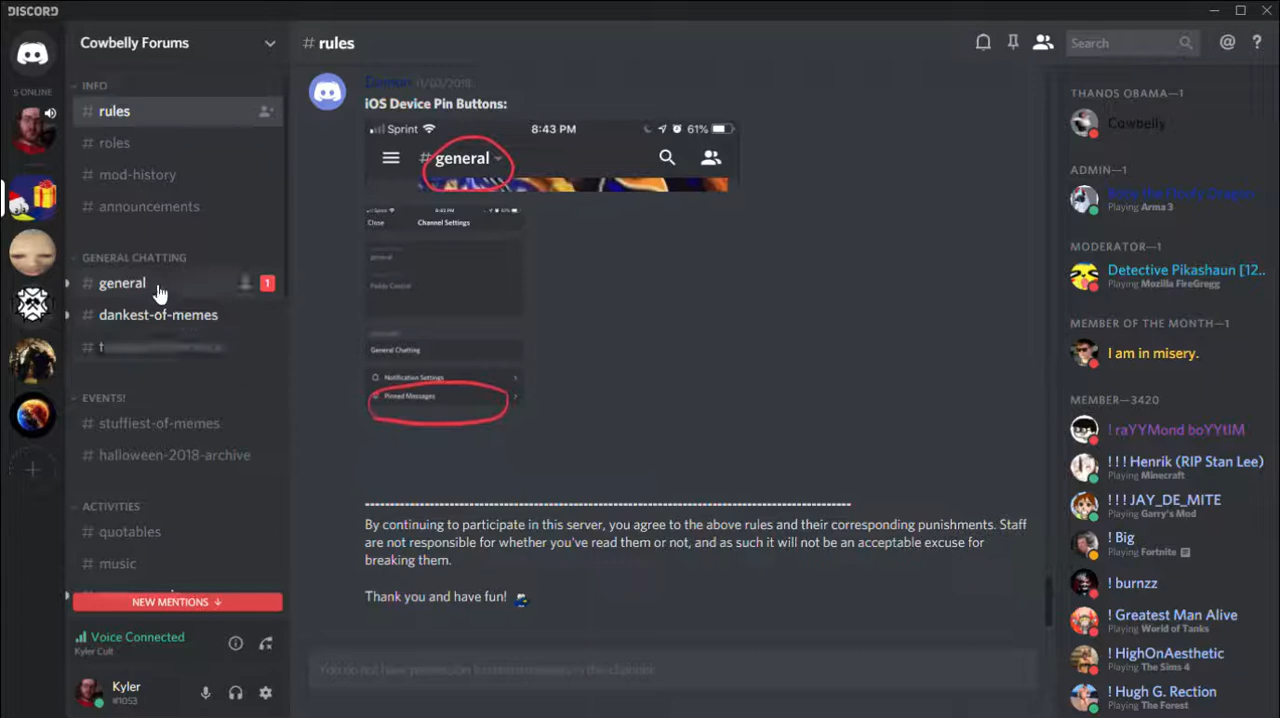 DISCORD
Cowbelly Forums
# rules
Search
5 ONLINE
INFO
# rules
# roles
# mod-history
# announcements
GENERAL CHATTING
# general
1
# dankest-of-memes
EVENTS!
# stuffiest-of-memes
# halloween-2018-archive
ACTIVITIES
# quotables
# music
NEW MENTIONS
Voice Connected
Kyler Cult
Kyler
#1053
11/02/2018
iOS Device Pin Buttons:
Sprint
8:43 PM
61%
# general
Close
Channel Settings
general
General Chatting
Notification Settings
Pinned Messages
By continuing to participate in this server, you agree to the above rules and their corresponding punishments. Staff
are not responsible for whether you've read them or not, and as such it will not be an acceptable excuse for
breaking them.
Thank you and have fun!
THANOS OBAMA—1
Cowbelly
ADMIN—1
Playing Arma 3
MODERATOR—1
Detective Pikashaun [12...
Playing Mozilla FireGregg
MEMBER OF THE MONTH—1
I am in misery.
MEMBER—3420
! raYYMond boYYtIM
! ! ! Henrik (RIP Stan Lee)
Playing Minecraft
! ! ! JAY_DE_MITE
Playing Garry's Mod
! Big
Playing Fortnite
! burnzz
! Greatest Man Alive
Playing World of Tanks
! HighOnAesthetic
Playing The Sims 4
! Hugh G. Rection
Playing The Forest